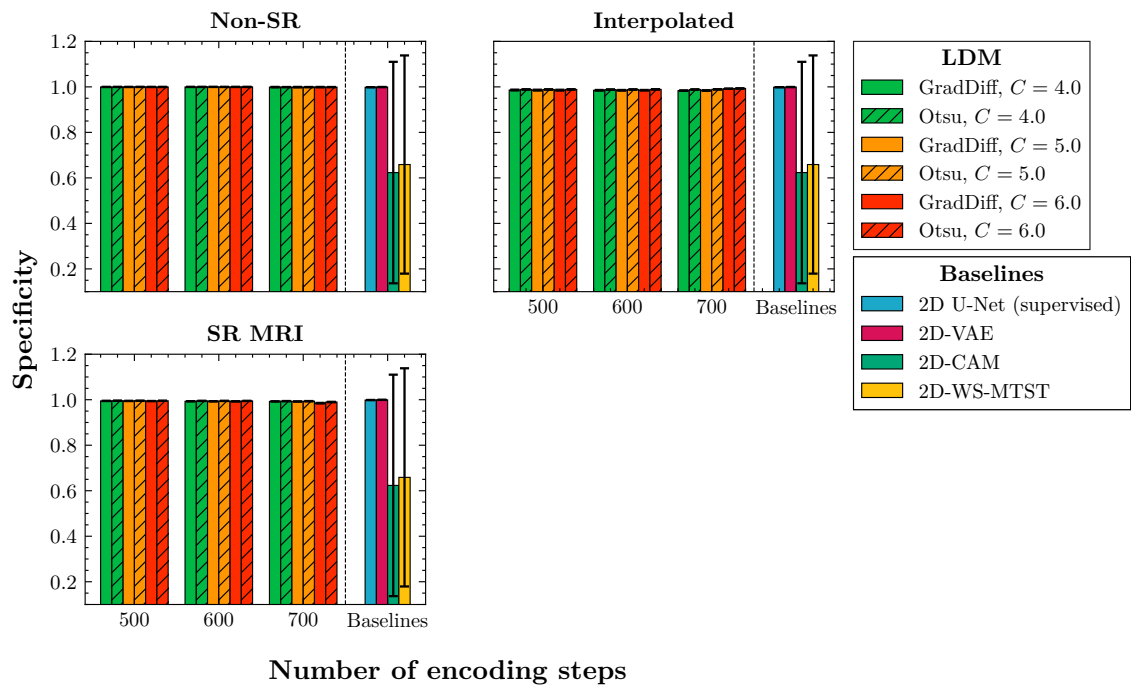 Non-SR
Interpolated
1.2
1.0
0.8
0.6
0.4
0.2
500
600
700
Baselines
LDM
GradDiff, C = 4.0
Otsu, C = 4.0
GradDiff, C = 5.0
Otsu, C = 5.0
GradDiff, C = 6.0
Otsu, C = 6.0
Baselines
2D U-Net (supervised)
2D-VAE
2D-CAM
2D-WS-MTST
Specificity
SR MRI
1.2
1.0
0.8
0.6
0.4
0.2
500
600
700
Baselines
Number of encoding steps